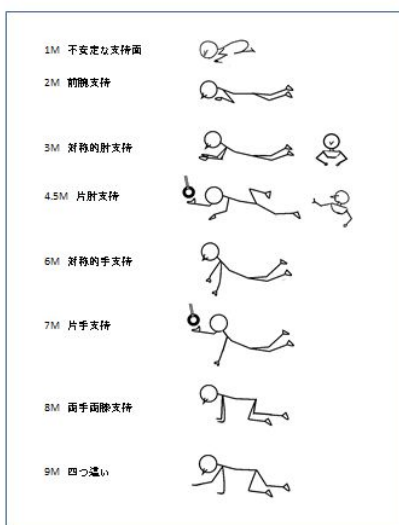 1M 不安定な支持面
2M 前腕支持
3M 対称的肘支持
4.5M 片肘支持
6M 対称的手支持
7M 片手支持
8M 両手両膝支持
9M 四つ這い